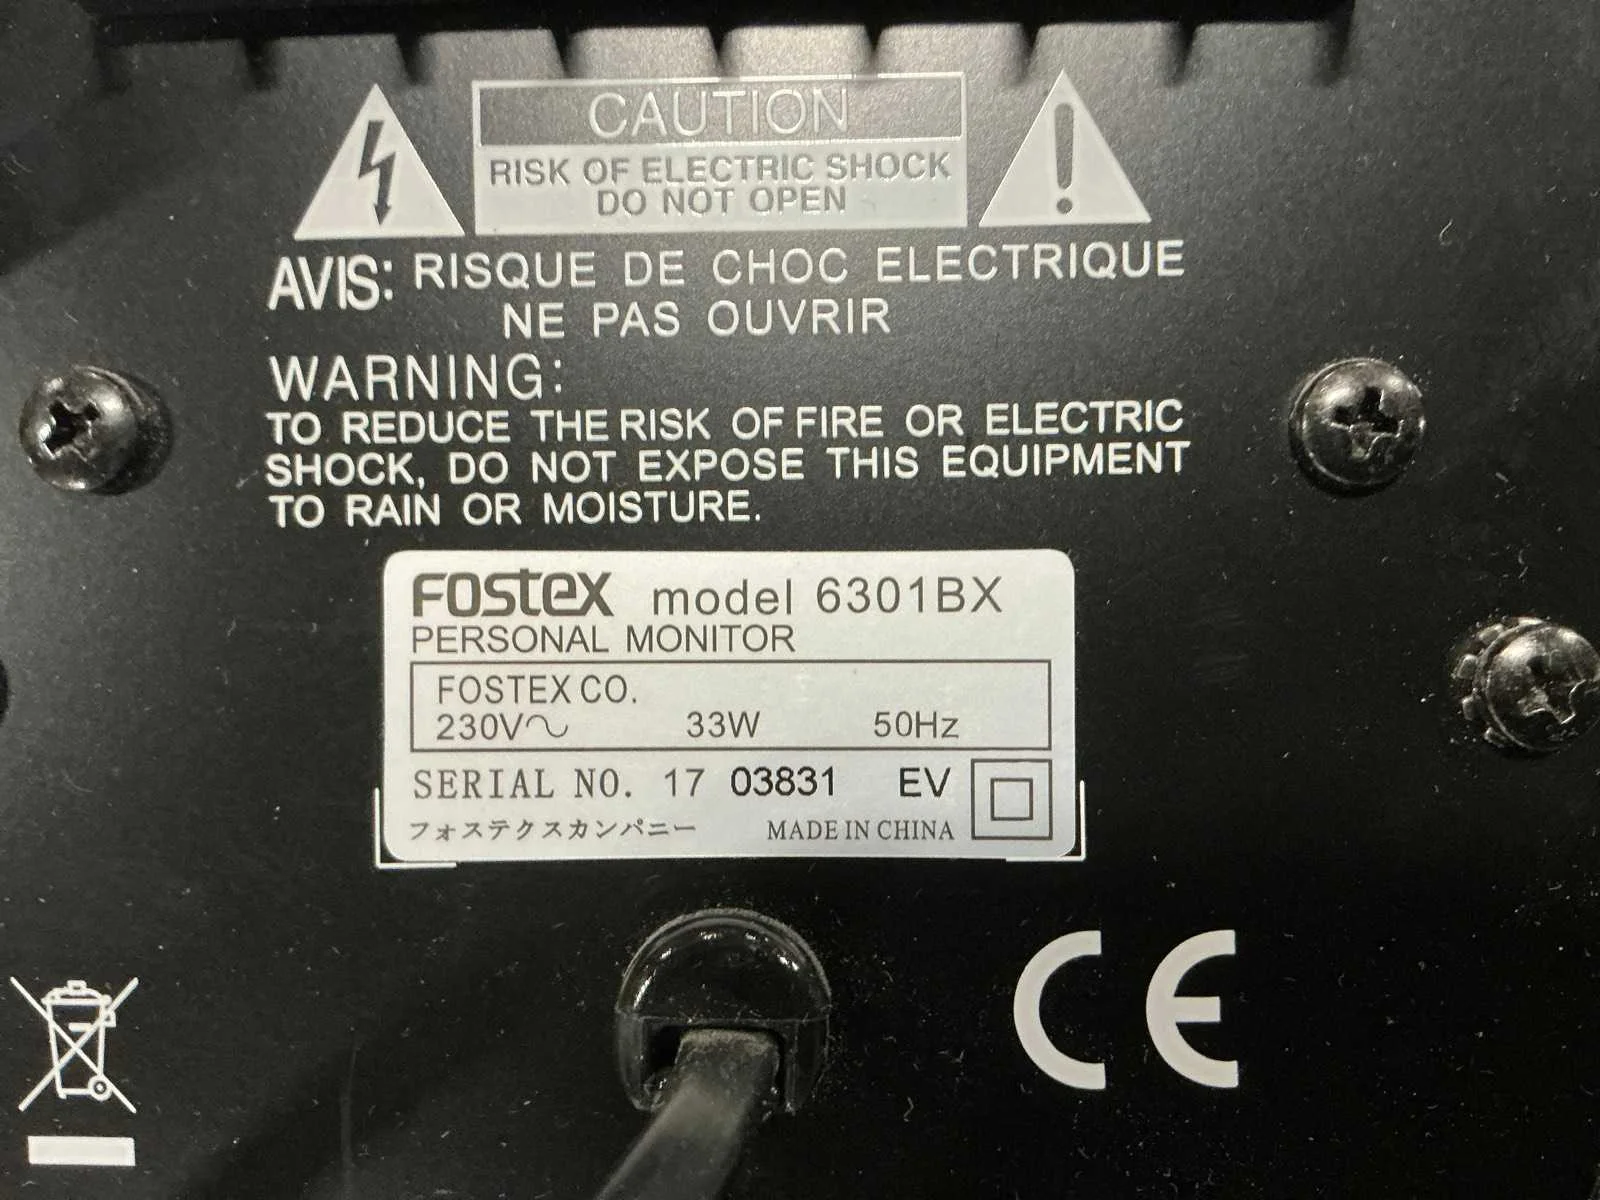 CAUTION
RISK OF ELECTRIC SHOCK
DO NOT OPEN
AVIS: RISQUE DE CHOC ELECTRIQUE
NE PAS OUVRIR
WARNING:
TO REDUCE THE RISK OF FIRE OR ELECTRIC
SHOCK, DO NOT EXPOSE THIS EQUIPMENT
TO RAIN OR MOISTURE.
Fostex model 6301BX
PERSONAL MONITOR
FOSTEX CO.
230V～ 33W 50Hz
SERIAL NO. 17 03831 EV
フォステクスカンパニー MADE IN CHINA
CE